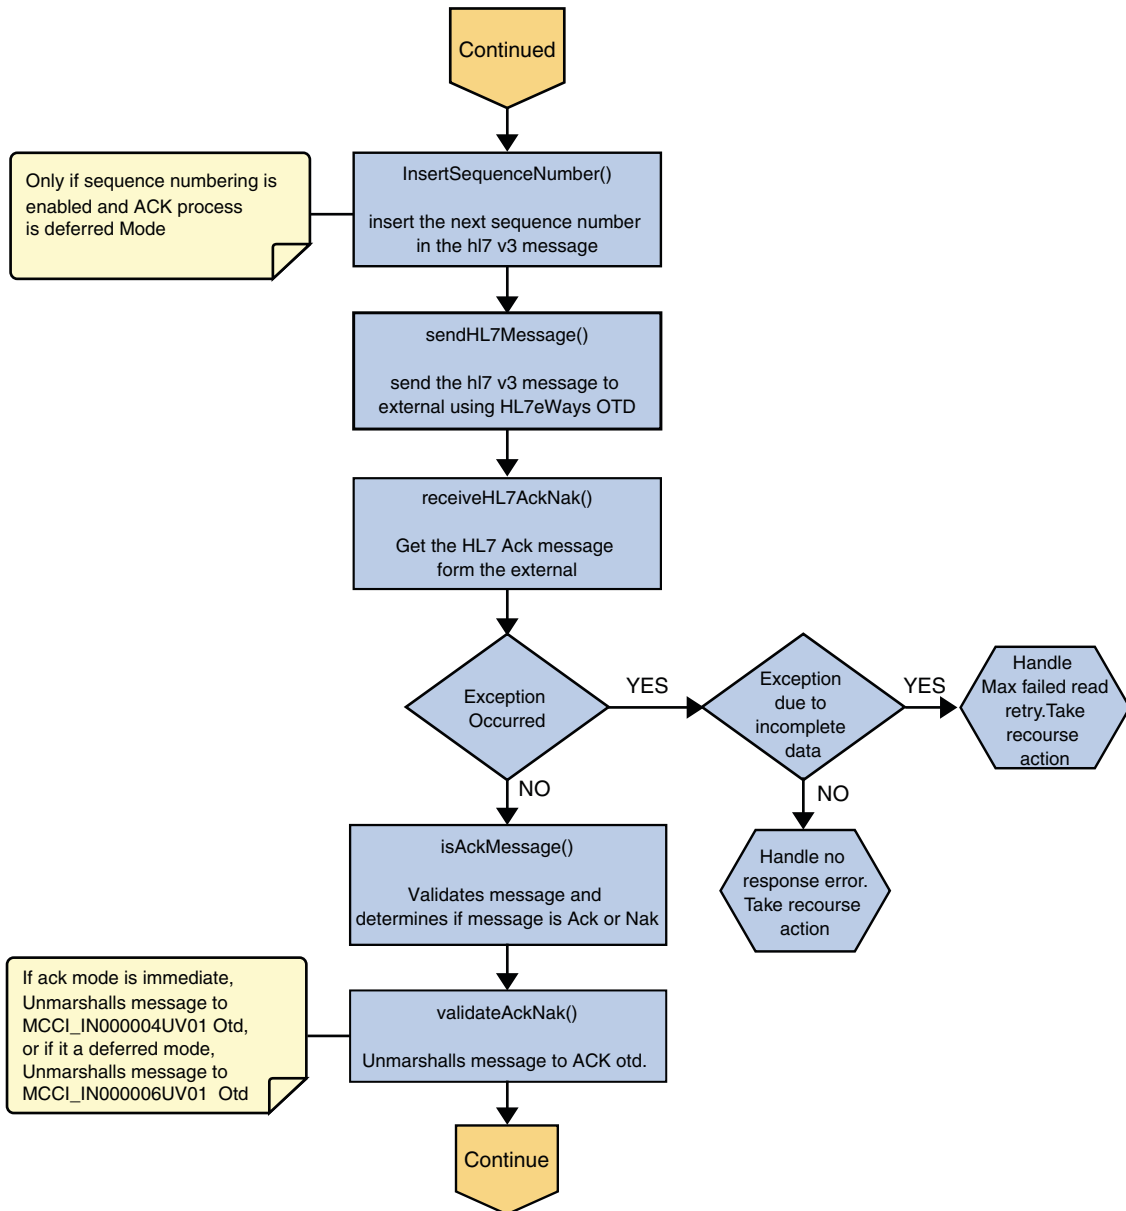 Continued
Only if sequence numbering is
enabled and ACK process
is deferred Mode
InsertSequenceNumber()
insert the next sequence number
in the hl7 v3 message
sendHL7Message()
send the hl7 v3 message to
external using HL7eWays OTD
receiveHL7AckNak()
Get the HL7 Ack message
form the external
Exception
Occurred
YES
Exception
due to
incomplete
data
YES
Handle
Max failed read
retry.Take
recourse
action
NO
NO
Handle no
response error.
Take recourse
action
isAckMessage()
Validates message and
determines if message is Ack or Nak
If ack mode is immediate,
Unmarshalls message to
MCCI_IN000004UV01 Otd,
or if it a deferred mode,
Unmarshalls message to
MCCI_IN000006UV01 Otd
validateAckNak()
Unmarshalls message to ACK otd.
Continue